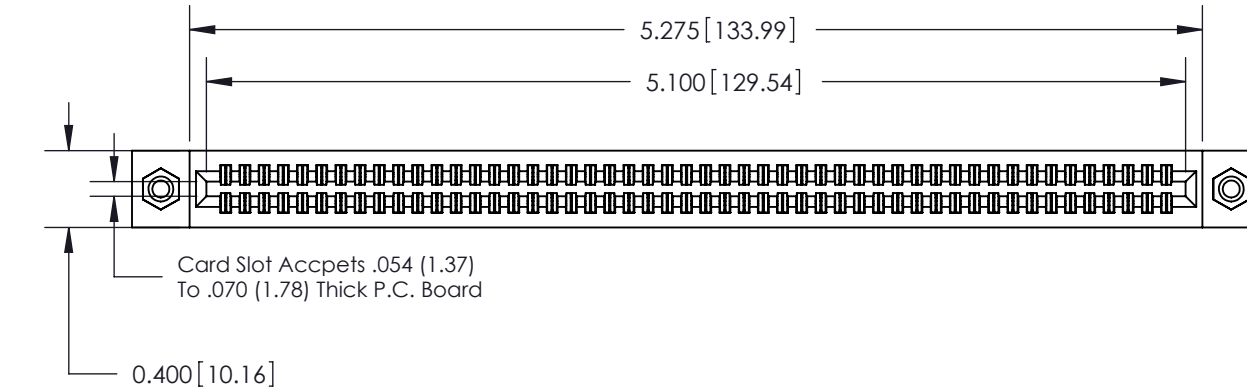 5.275[133.99]
5.100[129.54]
Card Slot Accpets .054 (1.37)
To .070 (1.78) Thick P.C. Board
0.400[10.16]